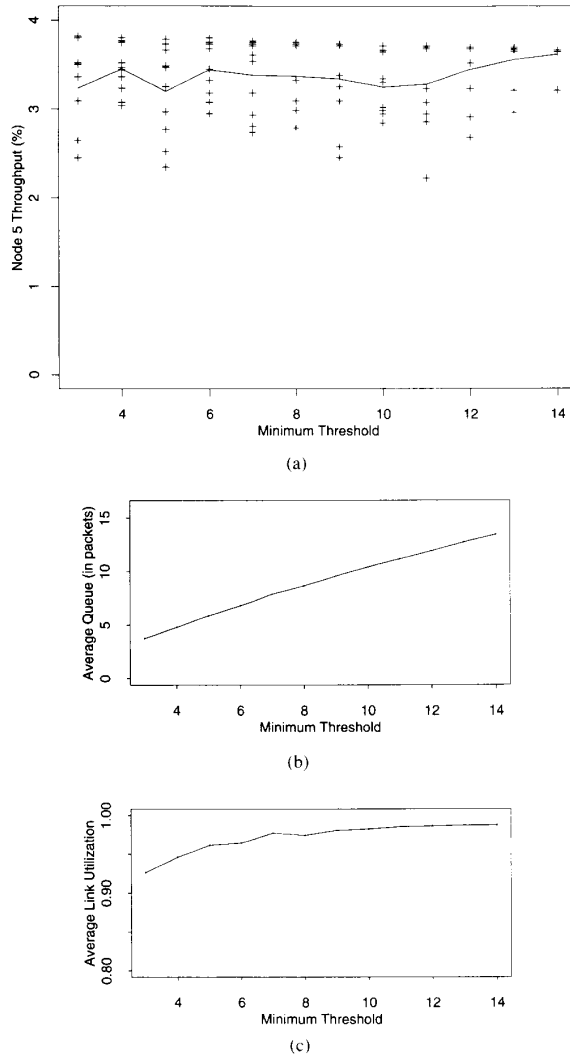 Node 5 Throughput (%)
4
3
2
1
0
4 6 8 10 12 14
Minimum Threshold
(a)
Average Queue (in packets)
15
10
5
0
4 6 8 10 12 14
Minimum Threshold
(b)
Average Link Utilization
1.00
0.90
0.80
4 6 8 10 12 14
Minimum Threshold
(c)